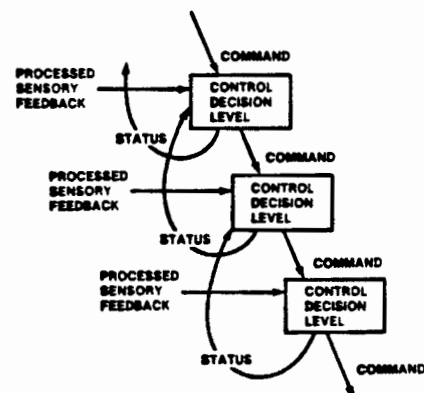 COMMAND
PROCESSED
SENSORY
FEEDBACK
CONTROL
DECISION
LEVEL
STATUS
COMMAND
PROCESSED
SENSORY
FEEDBACK
CONTROL
DECISION
LEVEL
STATUS
COMMAND
PROCESSED
SENSORY
FEEDBACK
CONTROL
DECISION
LEVEL
STATUS
COMMAND